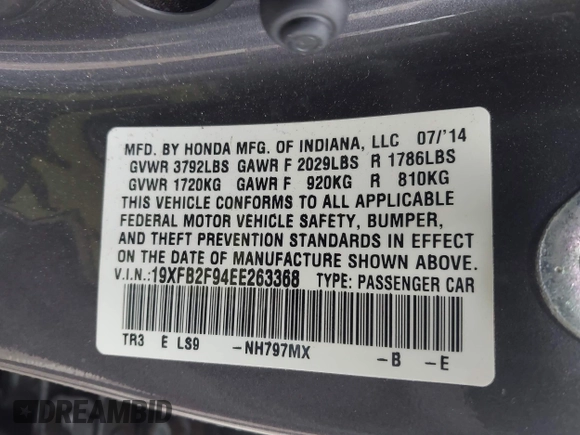 MFD. BY HONDA MFG. OF INDIANA, LLC 07/'14
GVWR 3792LBS GAWR F 2029LBS R 1786LBS
GVWR 1720KG GAWR F 920KG R 810KG
THIS VEHICLE CONFORMS TO ALL APPLICABLE
FEDERAL MOTOR VEHICLE SAFETY, BUMPER,
AND THEFT PREVENTION STANDARDS IN EFFECT
ON THE DATE OF MANUFACTURE SHOWN ABOVE.
V.I.N.:19XFB2F94EE263368 TYPE: PASSENGER CAR
TR3 E LS9 -NH797MX -B -E
DREAMBID